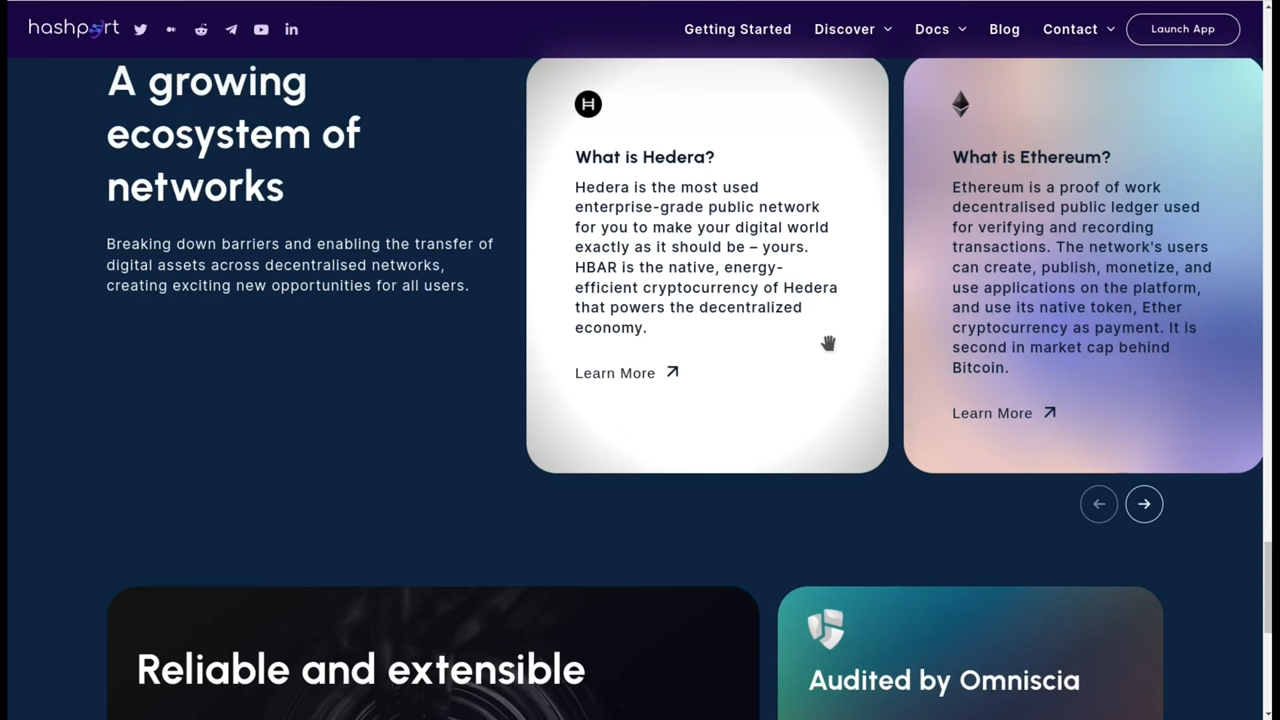 hashport
Getting Started
Discover
Docs
Blog
Contact
Launch App
A growing
ecosystem of
networks
Breaking down barriers and enabling the transfer of
digital assets across decentralised networks,
creating exciting new opportunities for all users.
What is Hedera?
Hedera is the most used
enterprise-grade public network
for you to make your digital world
exactly as it should be – yours.
HBAR is the native, energy-
efficient cryptocurrency of Hedera
that powers the decentralized
economy.
Learn More
What is Ethereum?
Ethereum is a proof of work
decentralised public ledger used
for verifying and recording
transactions. The network's users
can create, publish, monetize, and
use applications on the platform,
and use its native token, Ether
cryptocurrency as payment. It is
second in market cap behind
Bitcoin.
Learn More
Reliable and extensible
Audited by Omniscia